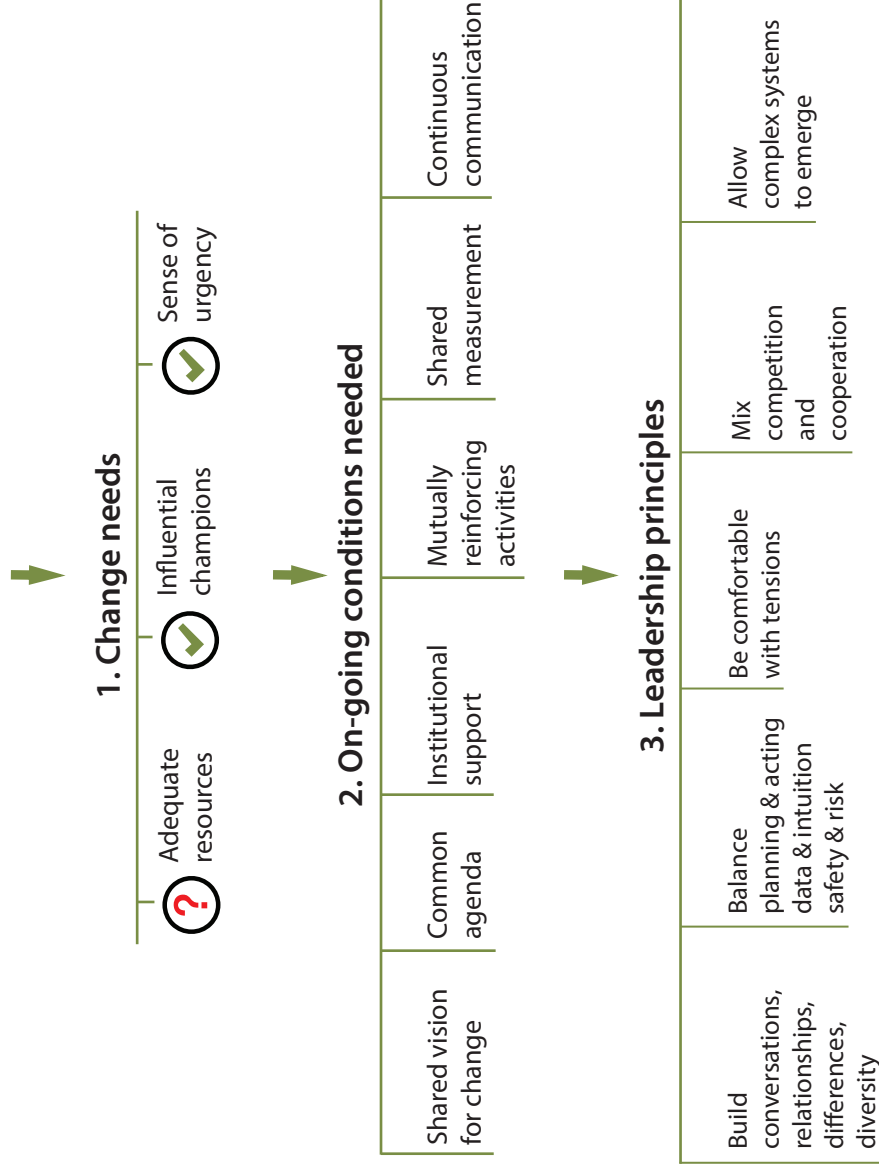 1. Change needs
?
Adequate
resources
Influential
champions
Sense of
urgency
2. On-going conditions needed
Shared vision
for change
Common
agenda
Institutional
support
Mutually
reinforcing
activities
Shared
measurement
Continuous
communication
3. Leadership principles
Build
conversations,
relationships,
differences,
diversity
Balance
planning & acting
data & intuition
safety & risk
Be comfortable
with tensions
Mix
competition
and
cooperation
Allow
complex systems
to emerge